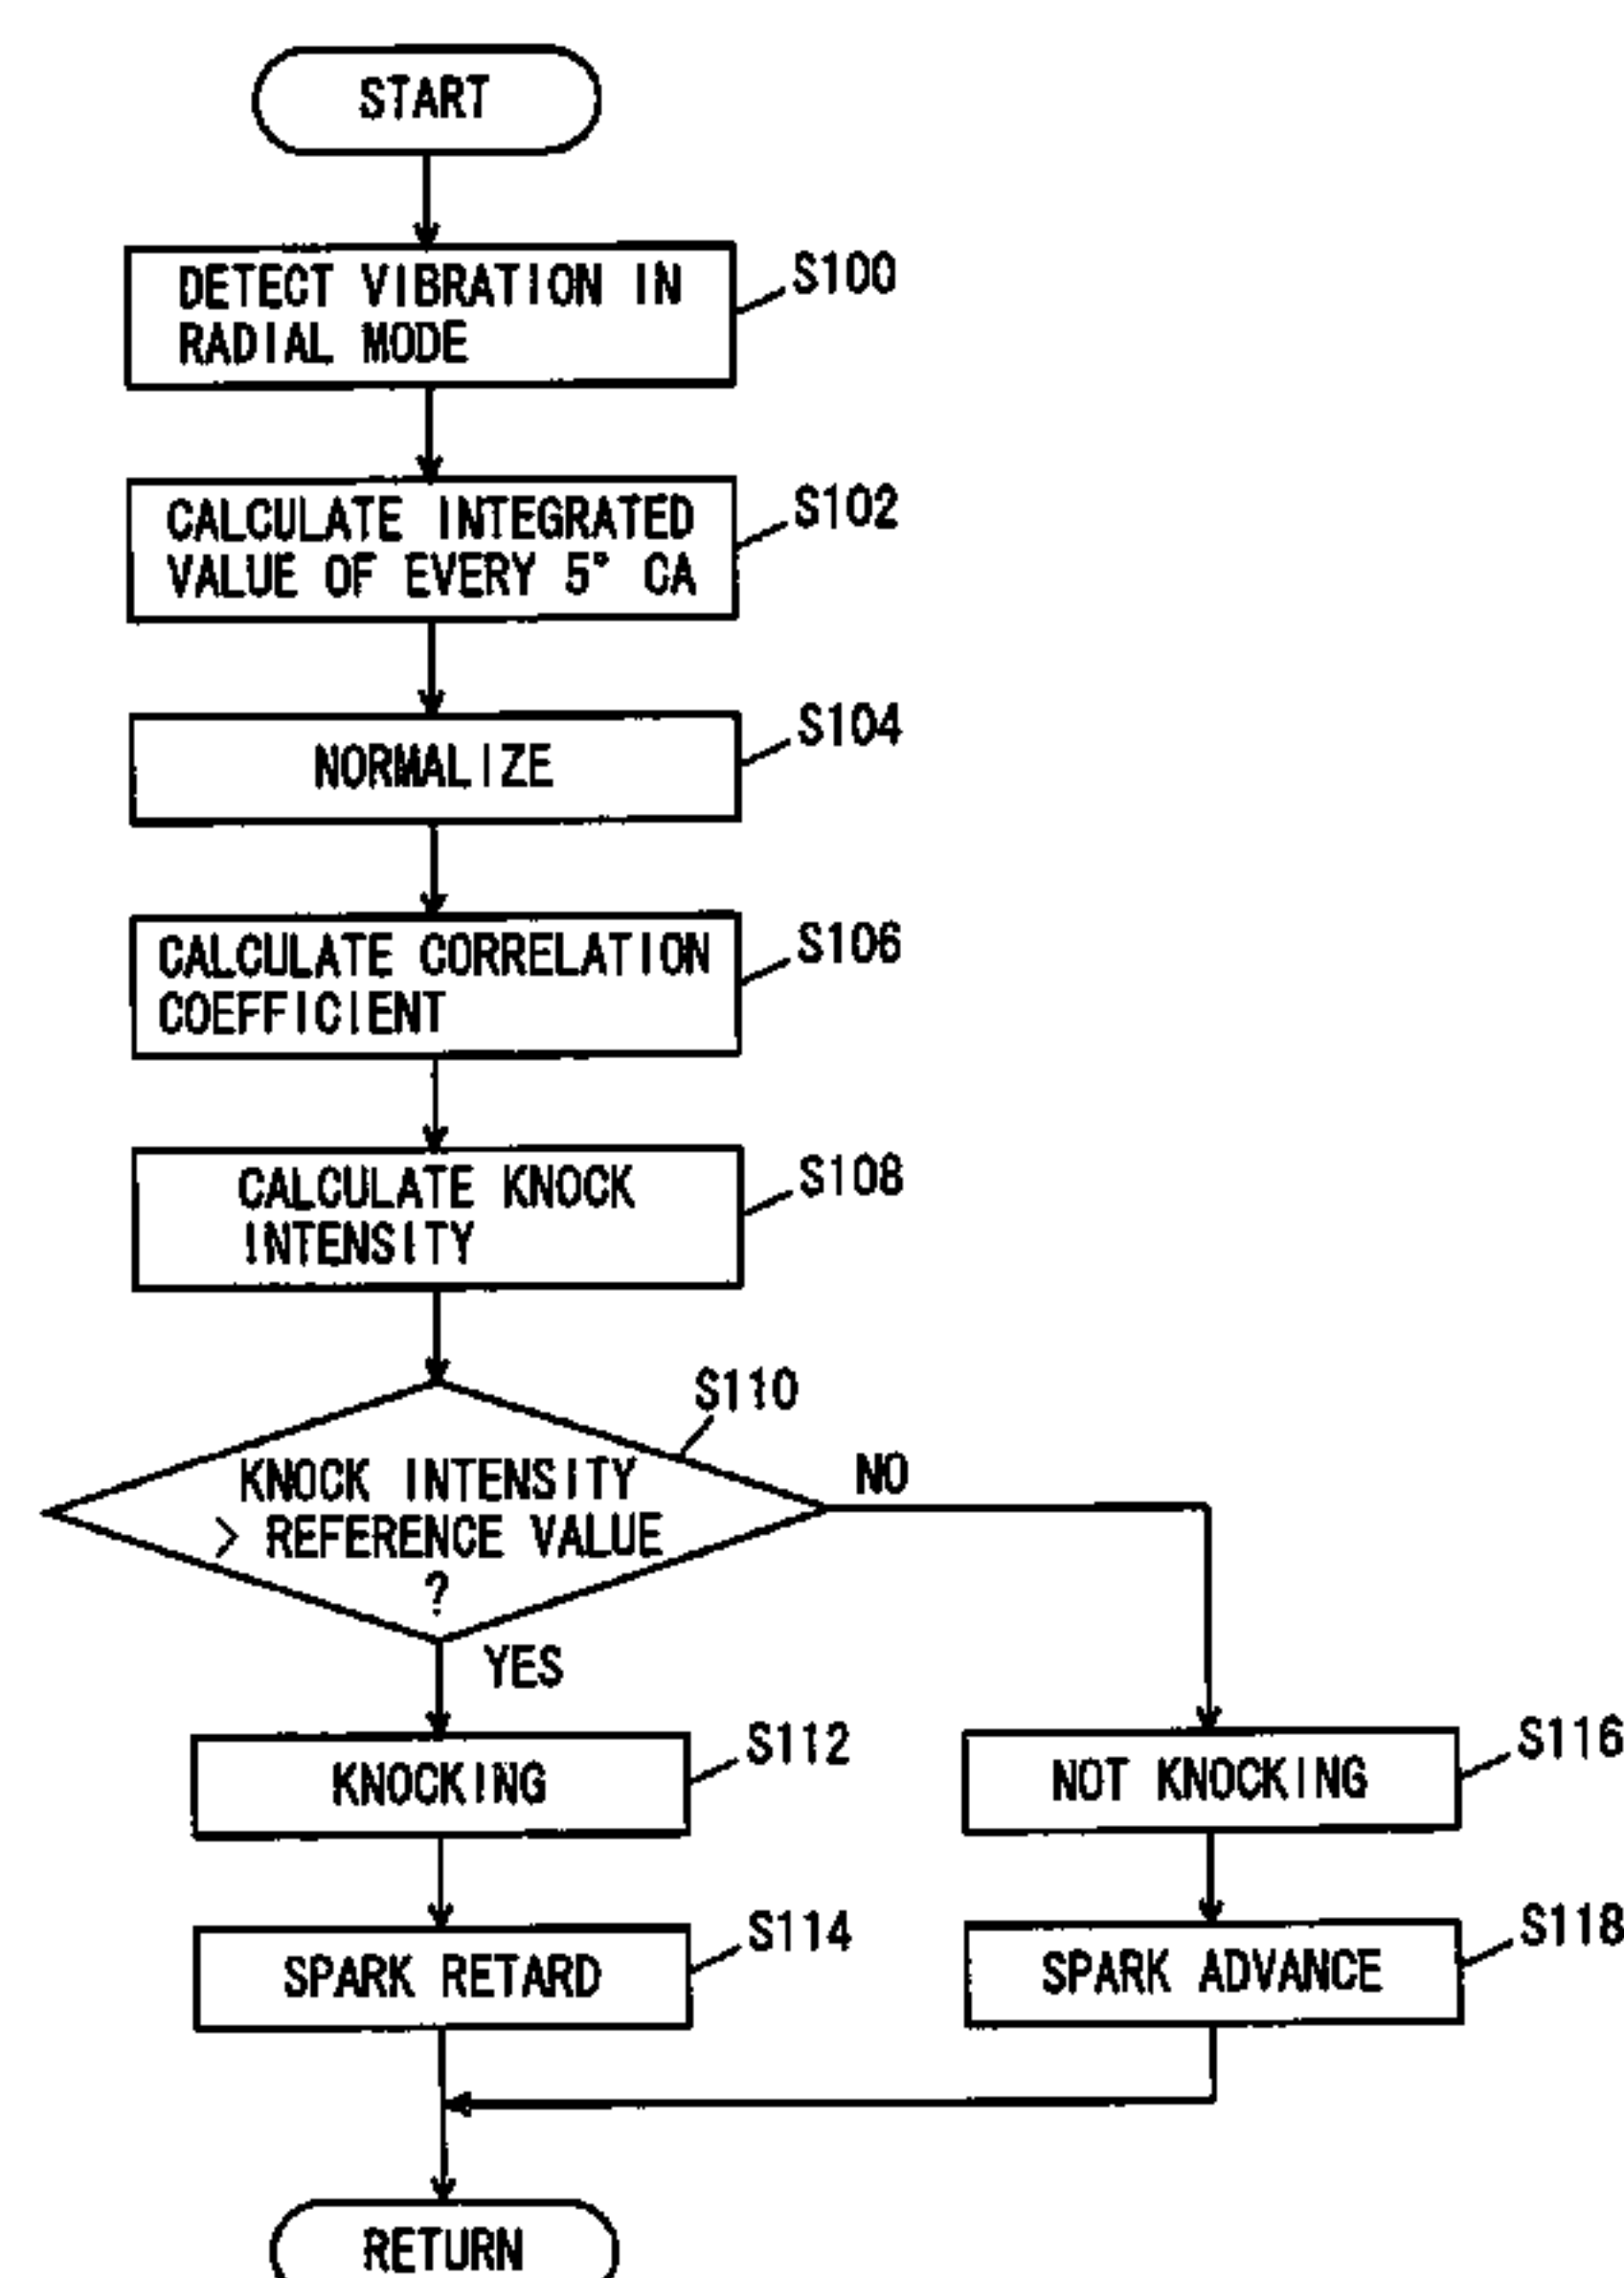 START
DETECT VIBRATION IN
RADIAL MODE
S100
CALCULATE INTEGRATED
VALUE OF EVERY 5° CA
S102
NORMALIZE
S104
CALCULATE CORRELATION
COEFFICIENT
S106
CALCULATE KNOCK
INTENSITY
S108
S110
KNOCK INTENSITY
> REFERENCE VALUE
?
NO
YES
KNOCKING
S112
NOT KNOCKING
S116
SPARK RETARD
S114
SPARK ADVANCE
S118
RETURN